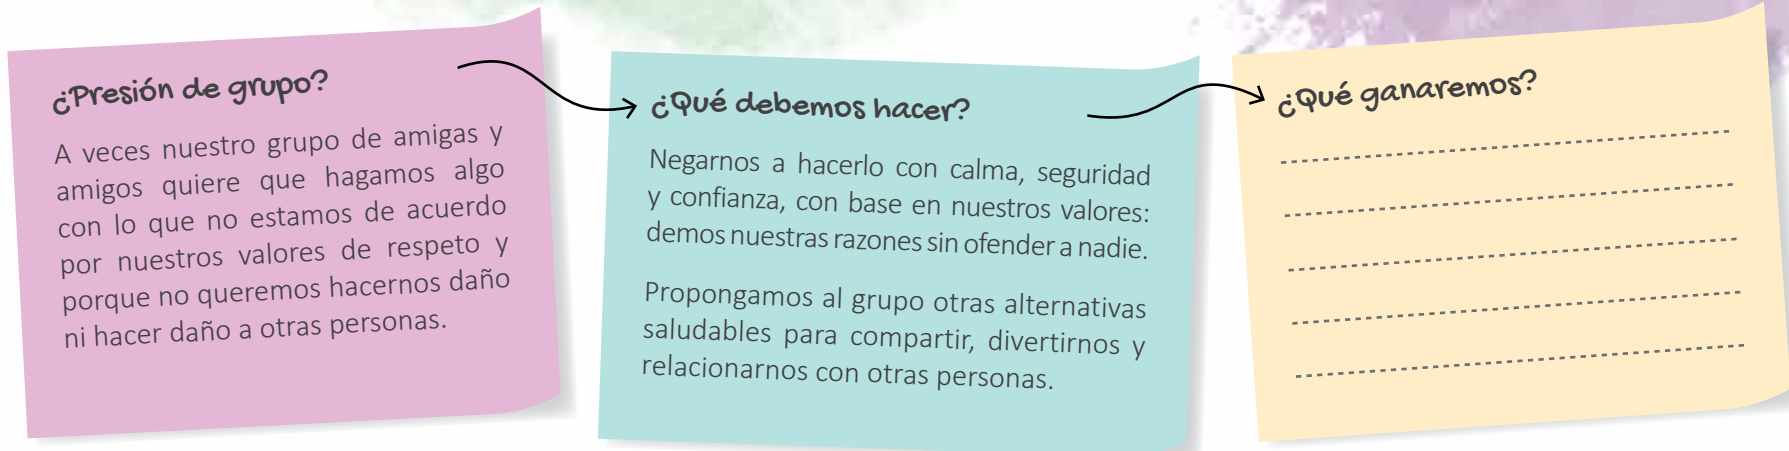 ¿Presión de grupo?
A veces nuestro grupo de amigas y
amigos quiere que hagamos algo
con lo que no estamos de acuerdo
por nuestros valores de respeto y
porque no queremos hacernos daño
ni hacer daño a otras personas.
¿Qué debemos hacer?
Negarnos a hacerlo con calma, seguridad
y confianza, con base en nuestros valores:
demos nuestras razones sin ofender a nadie.
Propongamos al grupo otras alternativas
saludables para compartir, divertirnos y
relacionarnos con otras personas.
¿Qué ganaremos?